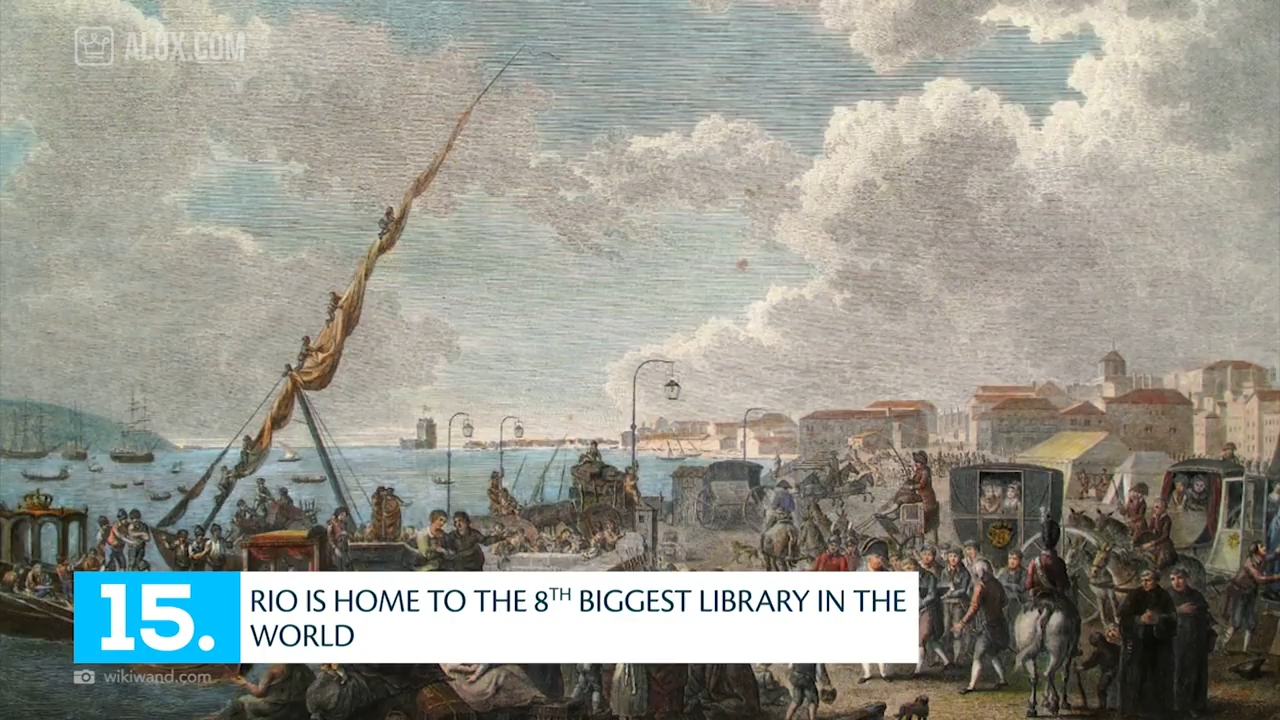 ALUX.COM
15.
RIO IS HOME TO THE 8TH BIGGEST LIBRARY IN THE
WORLD
wikiwand.com